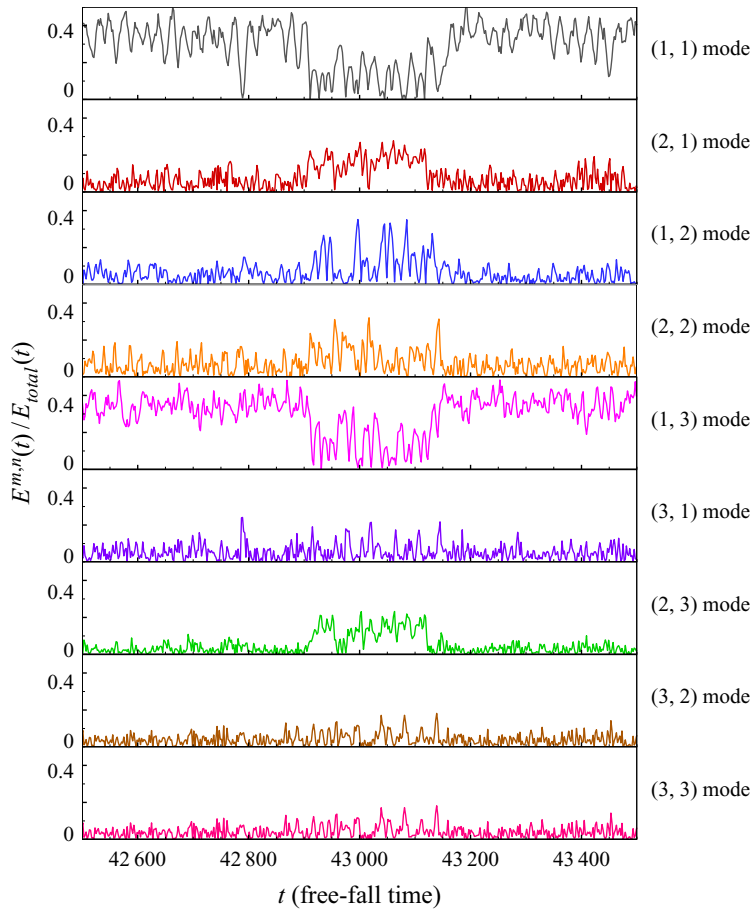 0.4
0
(1, 1) mode
0.4
0
(2, 1) mode
0.4
0
(1, 2) mode
0.4
0
(2, 2) mode
0.4
0
(1, 3) mode
0.4
0
(3, 1) mode
0.4
0
(2, 3) mode
0.4
0
(3, 2) mode
0.4
0
(3, 3) mode
E^{m,n}(t) / E_{total}(t)
42 600 42 800 43 000 43 200 43 400
t (free-fall time)